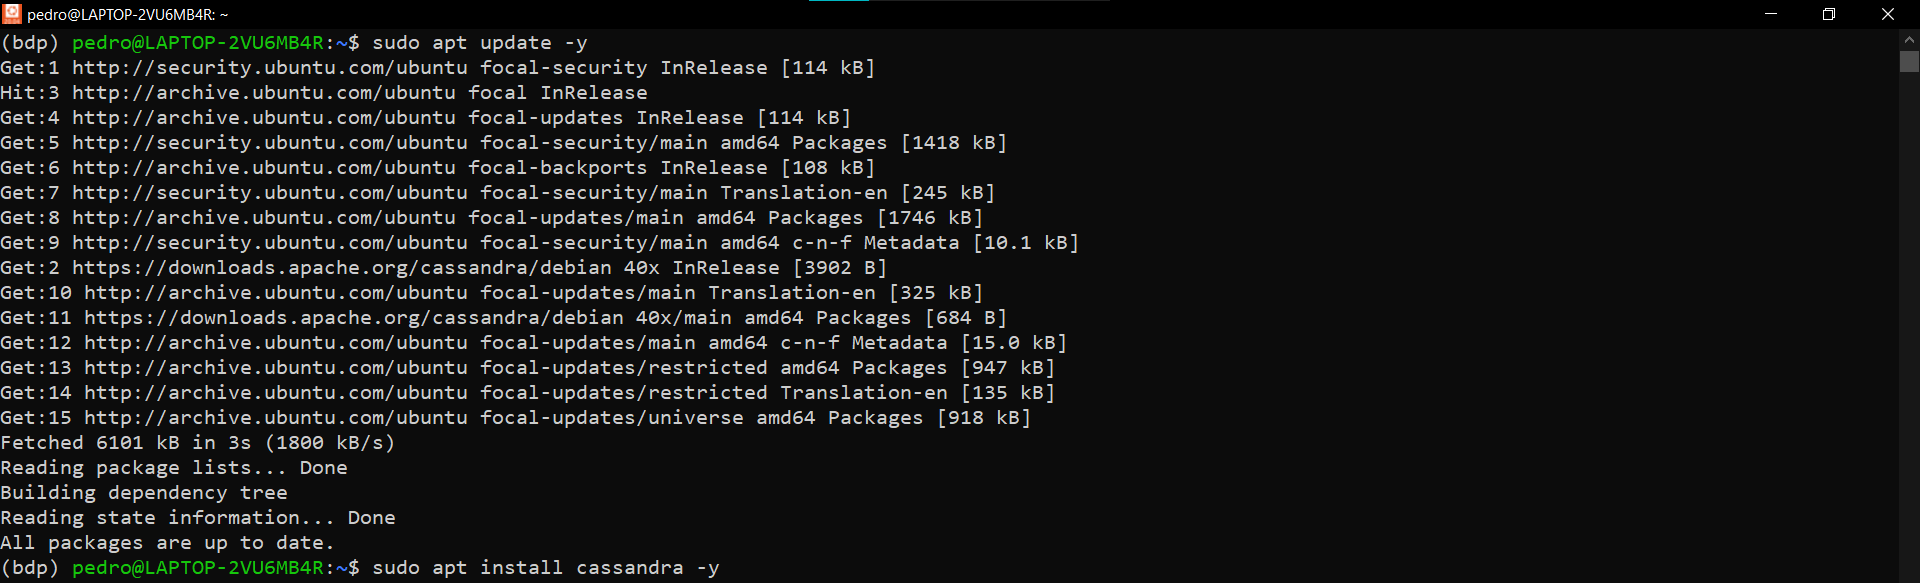 pedro@LAPTOP-2VU6MB4R: ~
(bdp) pedro@LAPTOP-2VU6MB4R:~$ sudo apt update -y
Get:1 http://security.ubuntu.com/ubuntu focal-security InRelease [114 kB]
Hit:3 http://archive.ubuntu.com/ubuntu focal InRelease
Get:4 http://archive.ubuntu.com/ubuntu focal-updates InRelease [114 kB]
Get:5 http://security.ubuntu.com/ubuntu focal-security/main amd64 Packages [1418 kB]
Get:6 http://archive.ubuntu.com/ubuntu focal-backports InRelease [108 kB]
Get:7 http://security.ubuntu.com/ubuntu focal-security/main Translation-en [245 kB]
Get:8 http://archive.ubuntu.com/ubuntu focal-updates/main amd64 Packages [1746 kB]
Get:9 http://security.ubuntu.com/ubuntu focal-security/main amd64 c-n-f Metadata [10.1 kB]
Get:2 https://downloads.apache.org/cassandra/debian 40x InRelease [3902 B]
Get:10 http://archive.ubuntu.com/ubuntu focal-updates/main Translation-en [325 kB]
Get:11 https://downloads.apache.org/cassandra/debian 40x/main amd64 Packages [684 B]
Get:12 http://archive.ubuntu.com/ubuntu focal-updates/main amd64 c-n-f Metadata [15.0 kB]
Get:13 http://archive.ubuntu.com/ubuntu focal-updates/restricted amd64 Packages [947 kB]
Get:14 http://archive.ubuntu.com/ubuntu focal-updates/restricted Translation-en [135 kB]
Get:15 http://archive.ubuntu.com/ubuntu focal-updates/universe amd64 Packages [918 kB]
Fetched 6101 kB in 3s (1800 kB/s)
Reading package lists... Done
Building dependency tree
Reading state information... Done
All packages are up to date.
(bdp) pedro@LAPTOP-2VU6MB4R:~$ sudo apt install cassandra -y